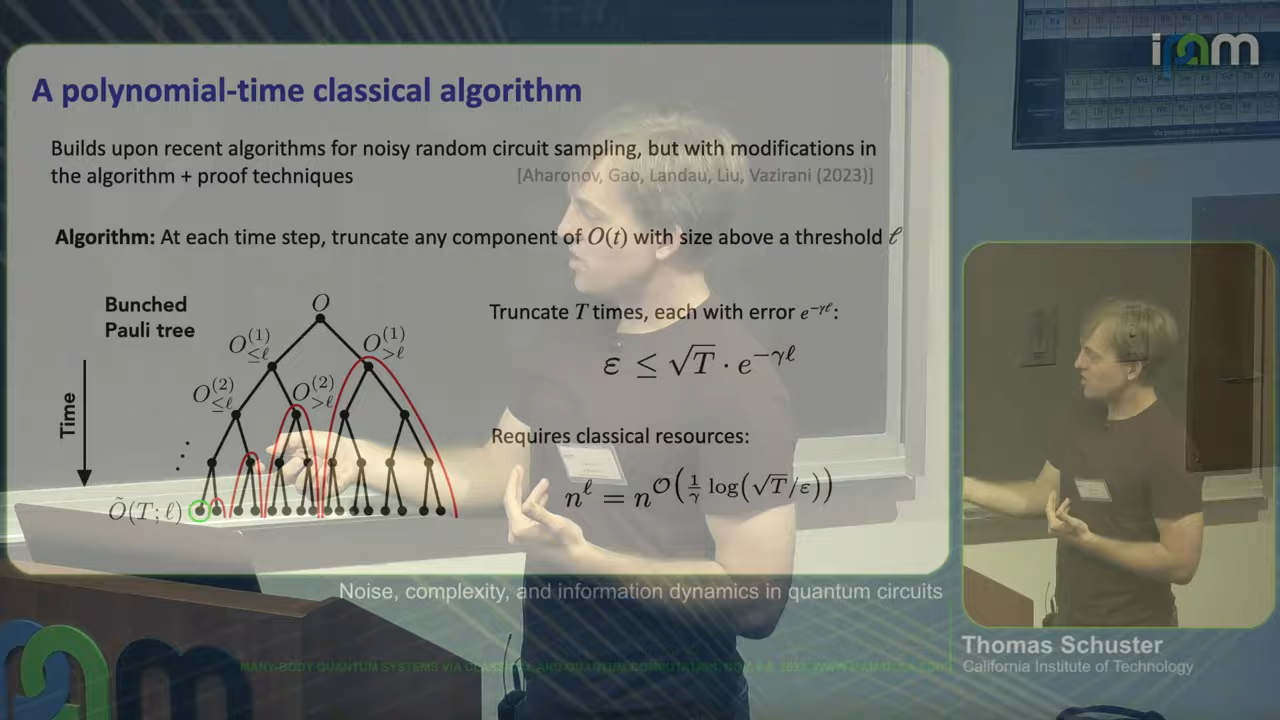 ipam
A polynomial-time classical algorithm
Builds upon recent algorithms for noisy random circuit sampling, but with modifications in
the algorithm + proof techniques
[Aharonov, Gao, Landau, Liu, Vazirani (2023)]
Algorithm: At each time step, truncate any component of O(t) with size above a threshold ℓ
Bunched
Pauli tree
O
O^{(1)}_{≤ℓ}
O^{(1)}_{>ℓ}
O^{(2)}_{≤ℓ}
O^{(2)}_{>ℓ}
Time
Õ(T; ℓ)
Truncate T times, each with error e^{−γℓ}:
ε ≤ √T · e^{−γℓ}
Requires classical resources:
n^ℓ = n^{𝒪(1/γ log(√T/ε))}
Noise, complexity, and information dynamics in quantum circuits
Thomas Schuster
California Institute of Technology